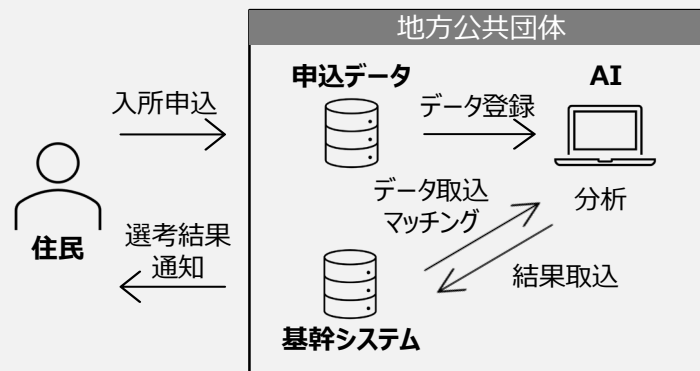 地方公共団体
申込データ
AI
入所申込
データ登録
データ取込
マッチング
分析
住民
選考結果
通知
結果取込
基幹システム